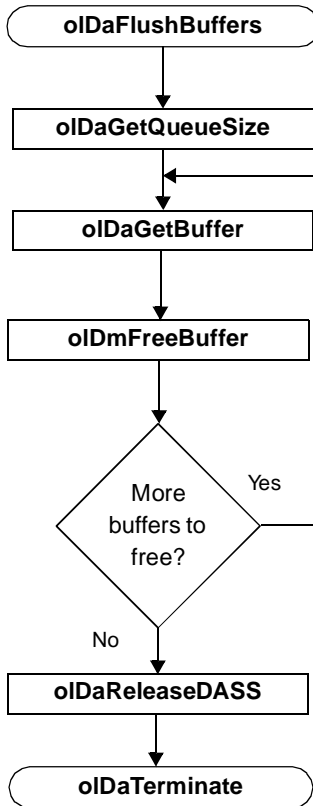 olDaFlushBuffers
olDaGetQueueSize
olDaGetBuffer
olDmFreeBuffer
More
buffers to
free?
Yes
No
olDaReleaseDASS
olDaTerminate